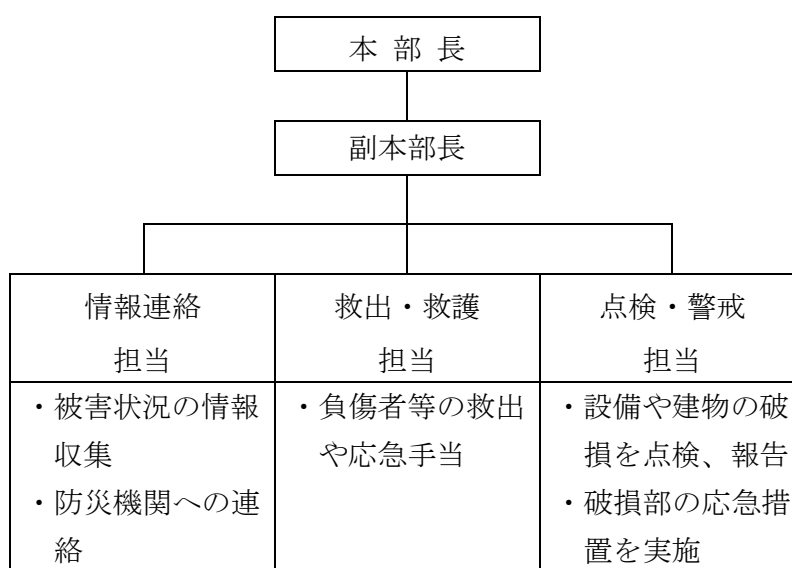 本 部 長
副本部長
情報連絡
担当
救出・救護
担当
点検・警戒
担当
・被害状況の情報
収集
・防災機関への連
絡
・負傷者等の救出
や応急手当
・設備や建物の破
損を点検、報告
・破損部の応急措
置を実施